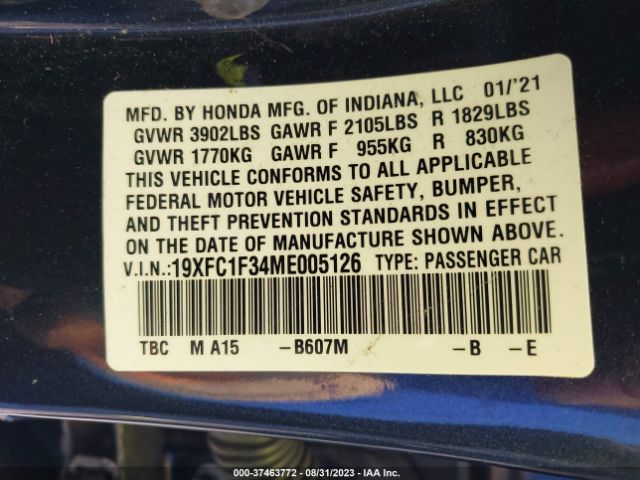 MFD. BY HONDA MFG. OF INDIANA, LLC 01/'21
GVWR 3902LBS GAWR F 2105LBS R 1829LBS
GVWR 1770KG GAWR F 955KG R 830KG
THIS VEHICLE CONFORMS TO ALL APPLICABLE
FEDERAL MOTOR VEHICLE SAFETY, BUMPER,
AND THEFT PREVENTION STANDARDS IN EFFECT
ON THE DATE OF MANUFACTURE SHOWN ABOVE.
V.I.N.:19XFC1F34ME005126 TYPE: PASSENGER CAR
TBC M A15 -B607M -B -E
000-37463772 - 08/31/2023 - IAA Inc.